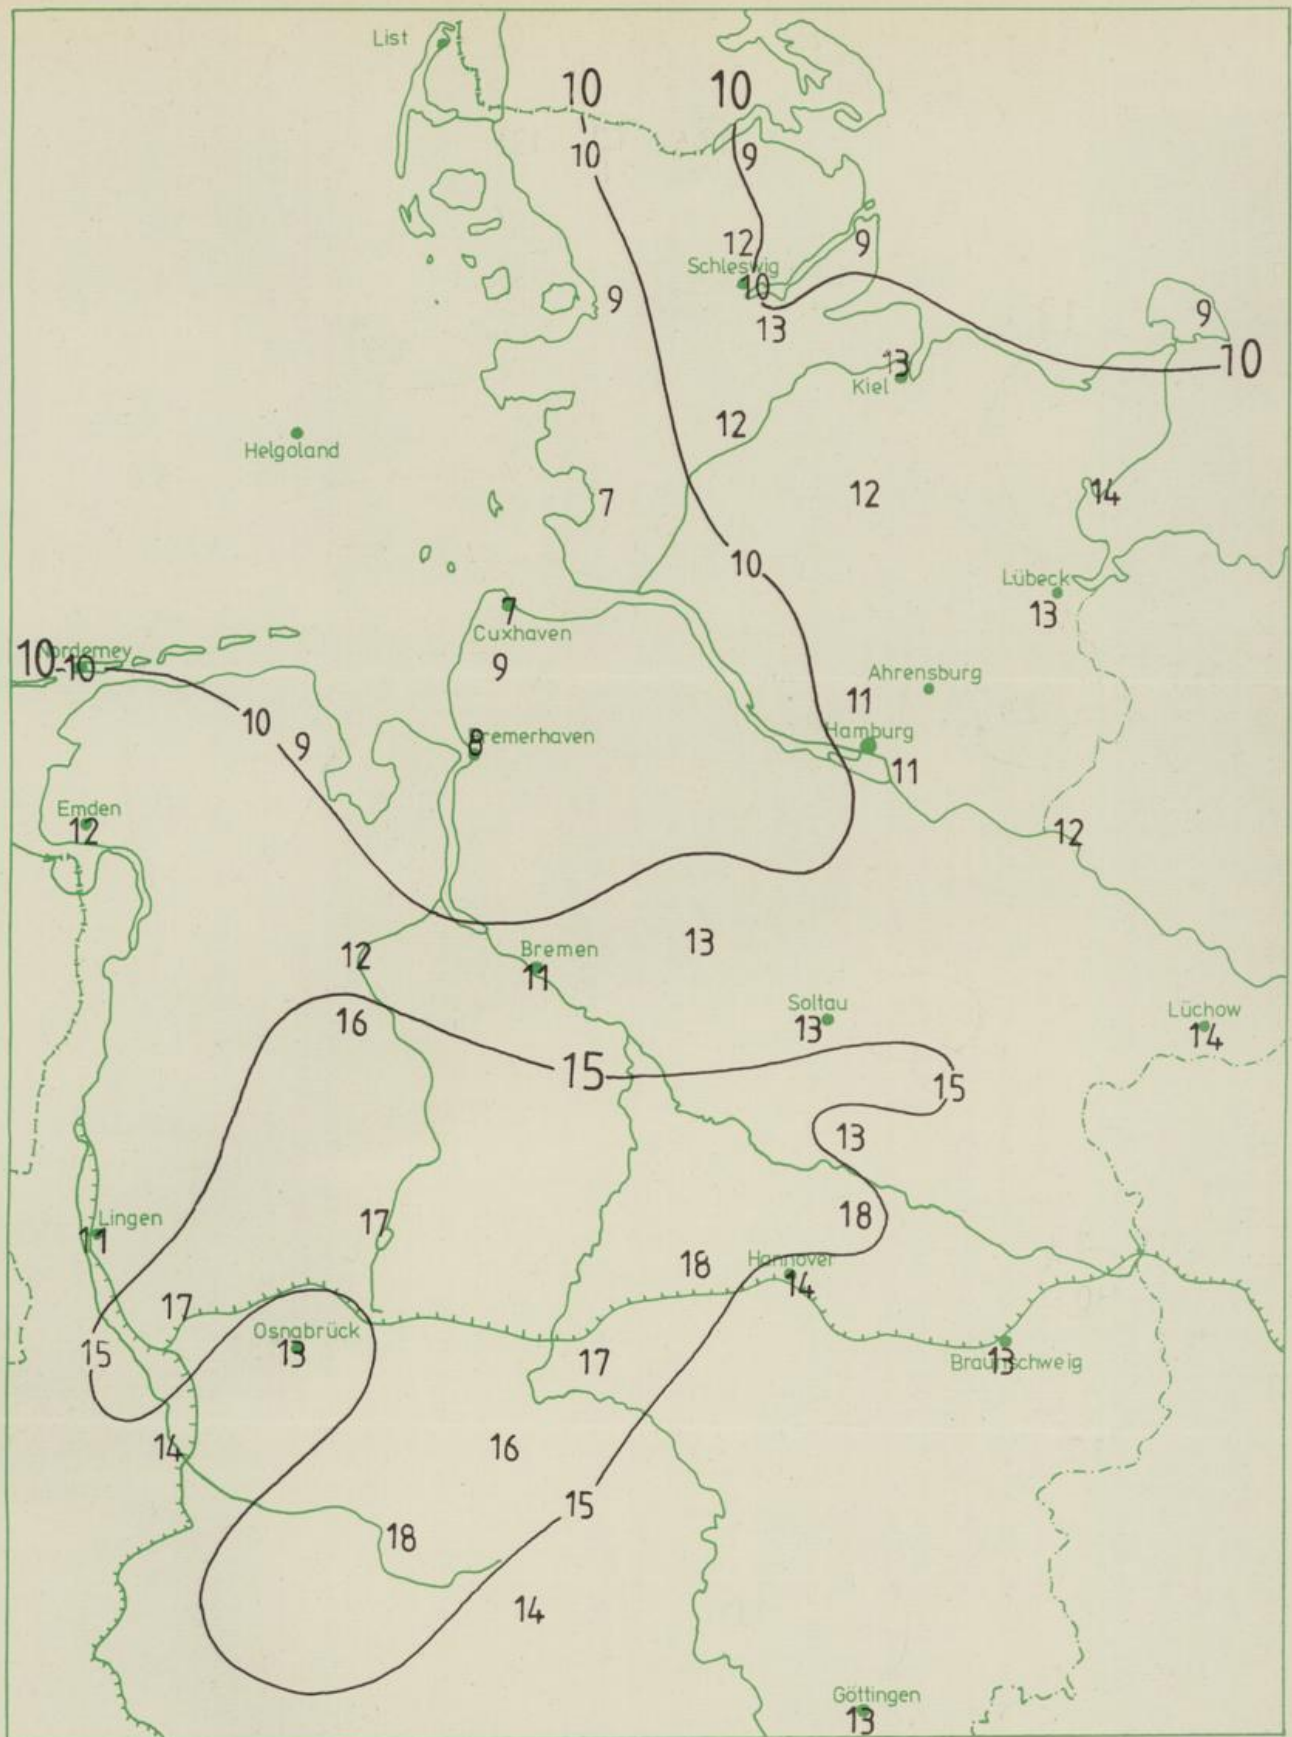 List
10 10
10 9
12 9
Schleswig
10
9 9
13
10
13
Kiel
12
Helgoland
12 14
7
10
Lübeck
7 13
Cuxhaven
Norderney
10 10 9
Ahrensburg
11
10 Hamburg
9 Bremerhaven
8
11
Emden
12 12
13
12 Bremen
11
Soltau Lüchow
16 13 14
15
15
13
Lingen 17 18
11
18 Hannover
14
17
Osnabrück
15 13 17 Braunschweig
13
14 16
15
18
14
Göttingen
13